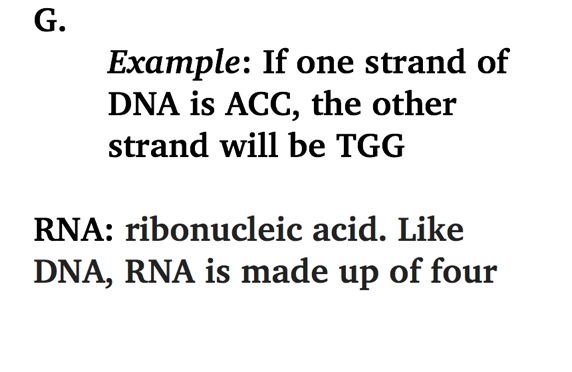 G.
Example: If one strand of
DNA is ACC, the other
strand will be TGG
RNA: ribonucleic acid. Like
DNA, RNA is made up of four